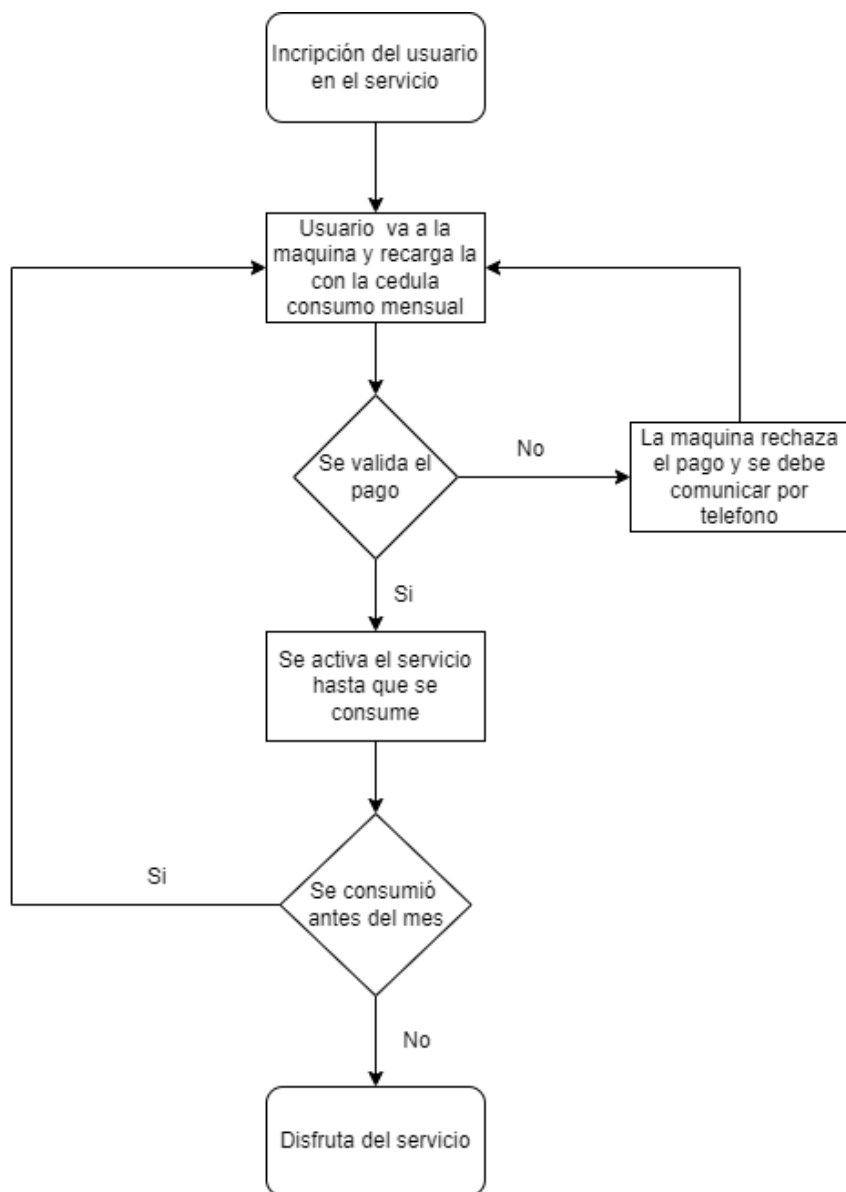 Incripción del usuario
en el servicio
Usuario va a la
maquina y recarga la
con la cedula
consumo mensual
Se valida el
pago
No
La maquina rechaza
el pago y se debe
comunicar por
telefono
Si
Se activa el servicio
hasta que se
consume
Si
Se consumió
antes del mes
No
Disfruta del servicio